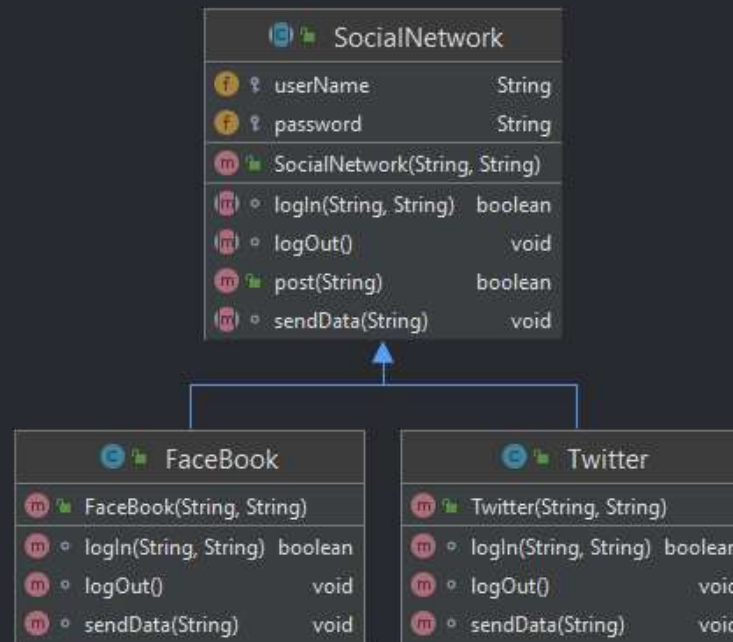 SocialNetwork
userName String
password String
SocialNetwork(String, String)
logIn(String, String) boolean
logOut() void
post(String) boolean
sendData(String) void
FaceBook
FaceBook(String, String)
logIn(String, String) boolean
logOut() void
sendData(String) void
Twitter
Twitter(String, String)
logIn(String, String) boolean
logOut() void
sendData(String) void